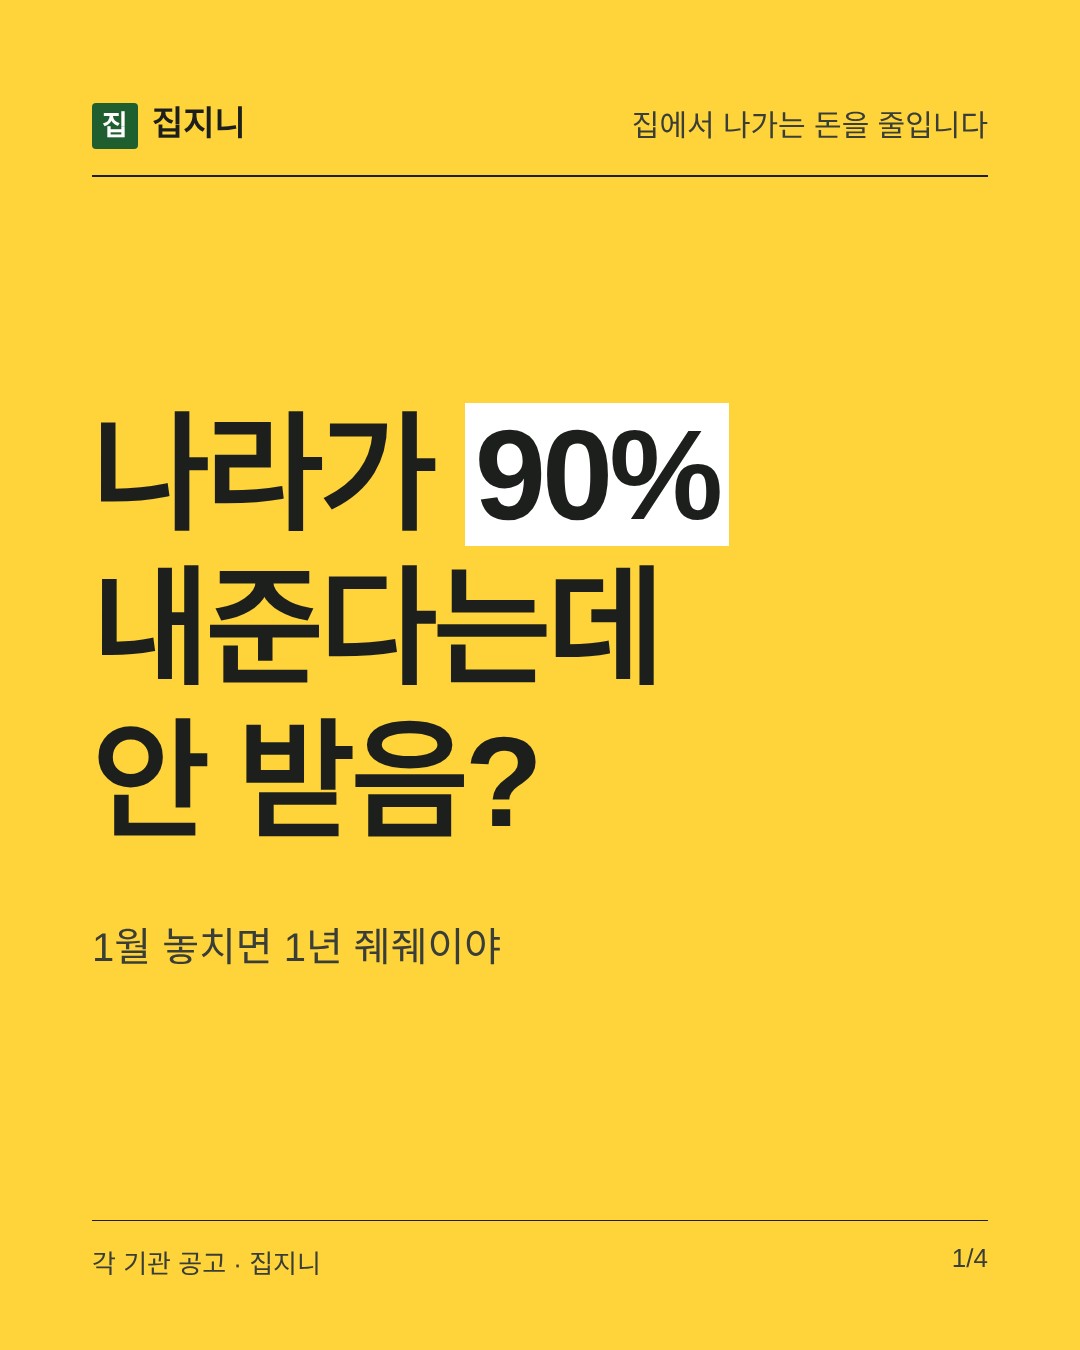 집 집지니
집에서 나가는 돈을 줄입니다
나라가 90%
내준다는데
안 받음?
1월 놓치면 1년 줴줴이야
각 기관 공고 · 집지니
1/4